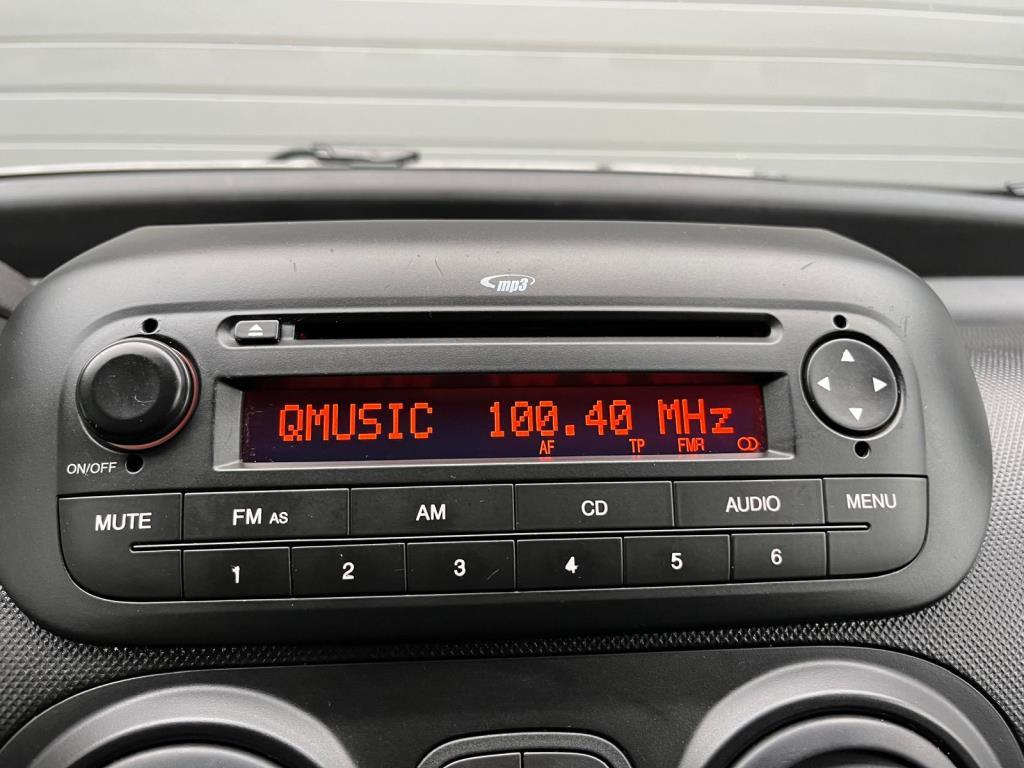 mp3
QMUSIC 100.40 MHz
AF TP FMR
ON/OFF
MUTE FM AS AM CD AUDIO MENU
1 2 3 4 5 6